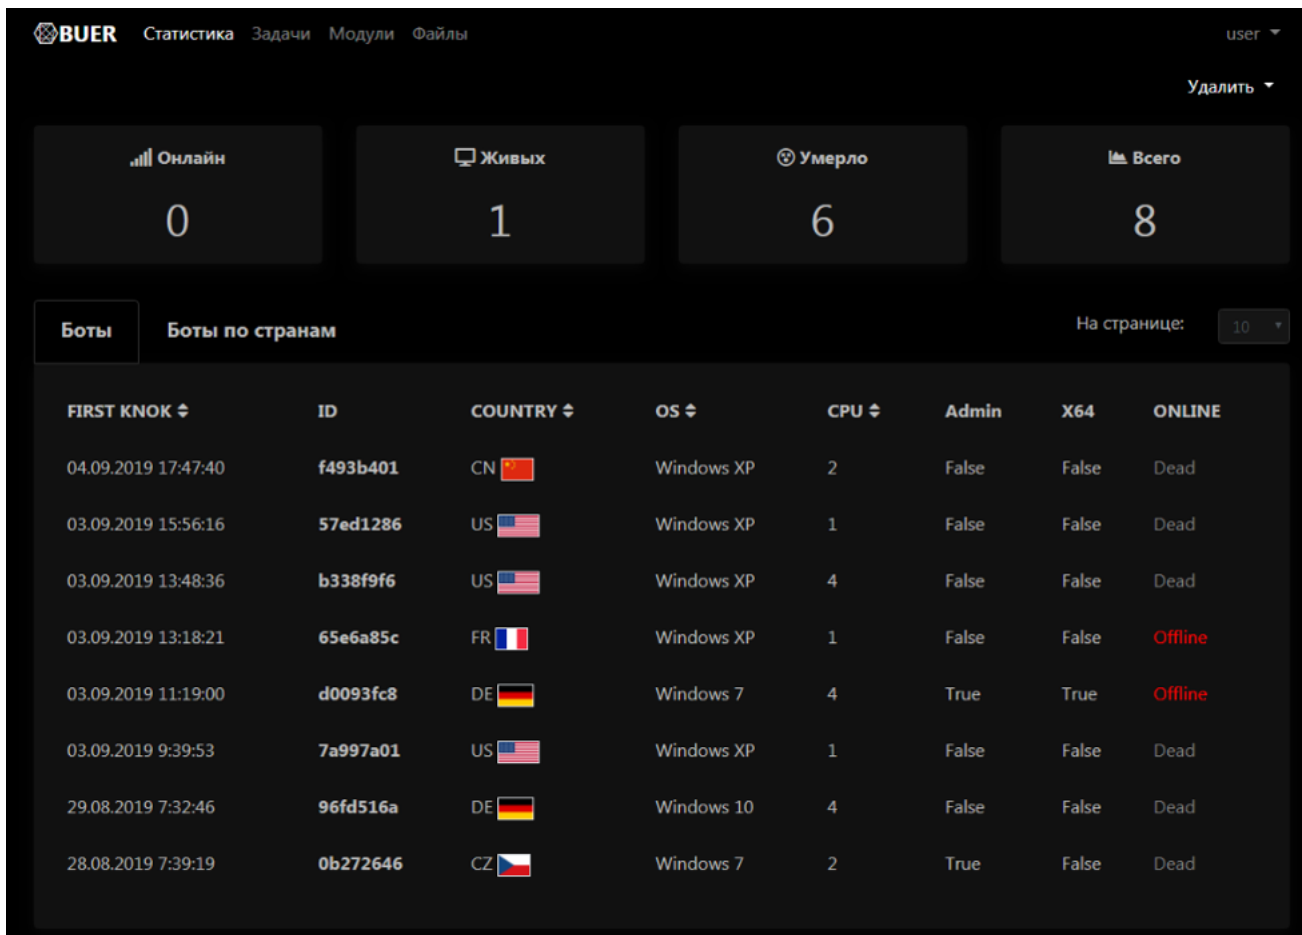 BUER Статистика Задачи Модули Файлы user
Удалить
Онлайн Живых Умерло Всего
0 1 6 8
Боты Боты по странам На странице: 10
FIRST KNOK ID COUNTRY OS CPU Admin X64 ONLINE
04.09.2019 17:47:40 f493b401 CN Windows XP 2 False False Dead
03.09.2019 15:56:16 57ed1286 US Windows XP 1 False False Dead
03.09.2019 13:48:36 b338f9f6 US Windows XP 4 False False Dead
03.09.2019 13:18:21 65e6a85c FR Windows XP 1 False False Offline
03.09.2019 11:19:00 d0093fc8 DE Windows 7 4 True True Offline
03.09.2019 9:39:53 7a997a01 US Windows XP 1 False False Dead
29.08.2019 7:32:46 96fd516a DE Windows 10 4 False False Dead
28.08.2019 7:39:19 0b272646 CZ Windows 7 2 True False Dead